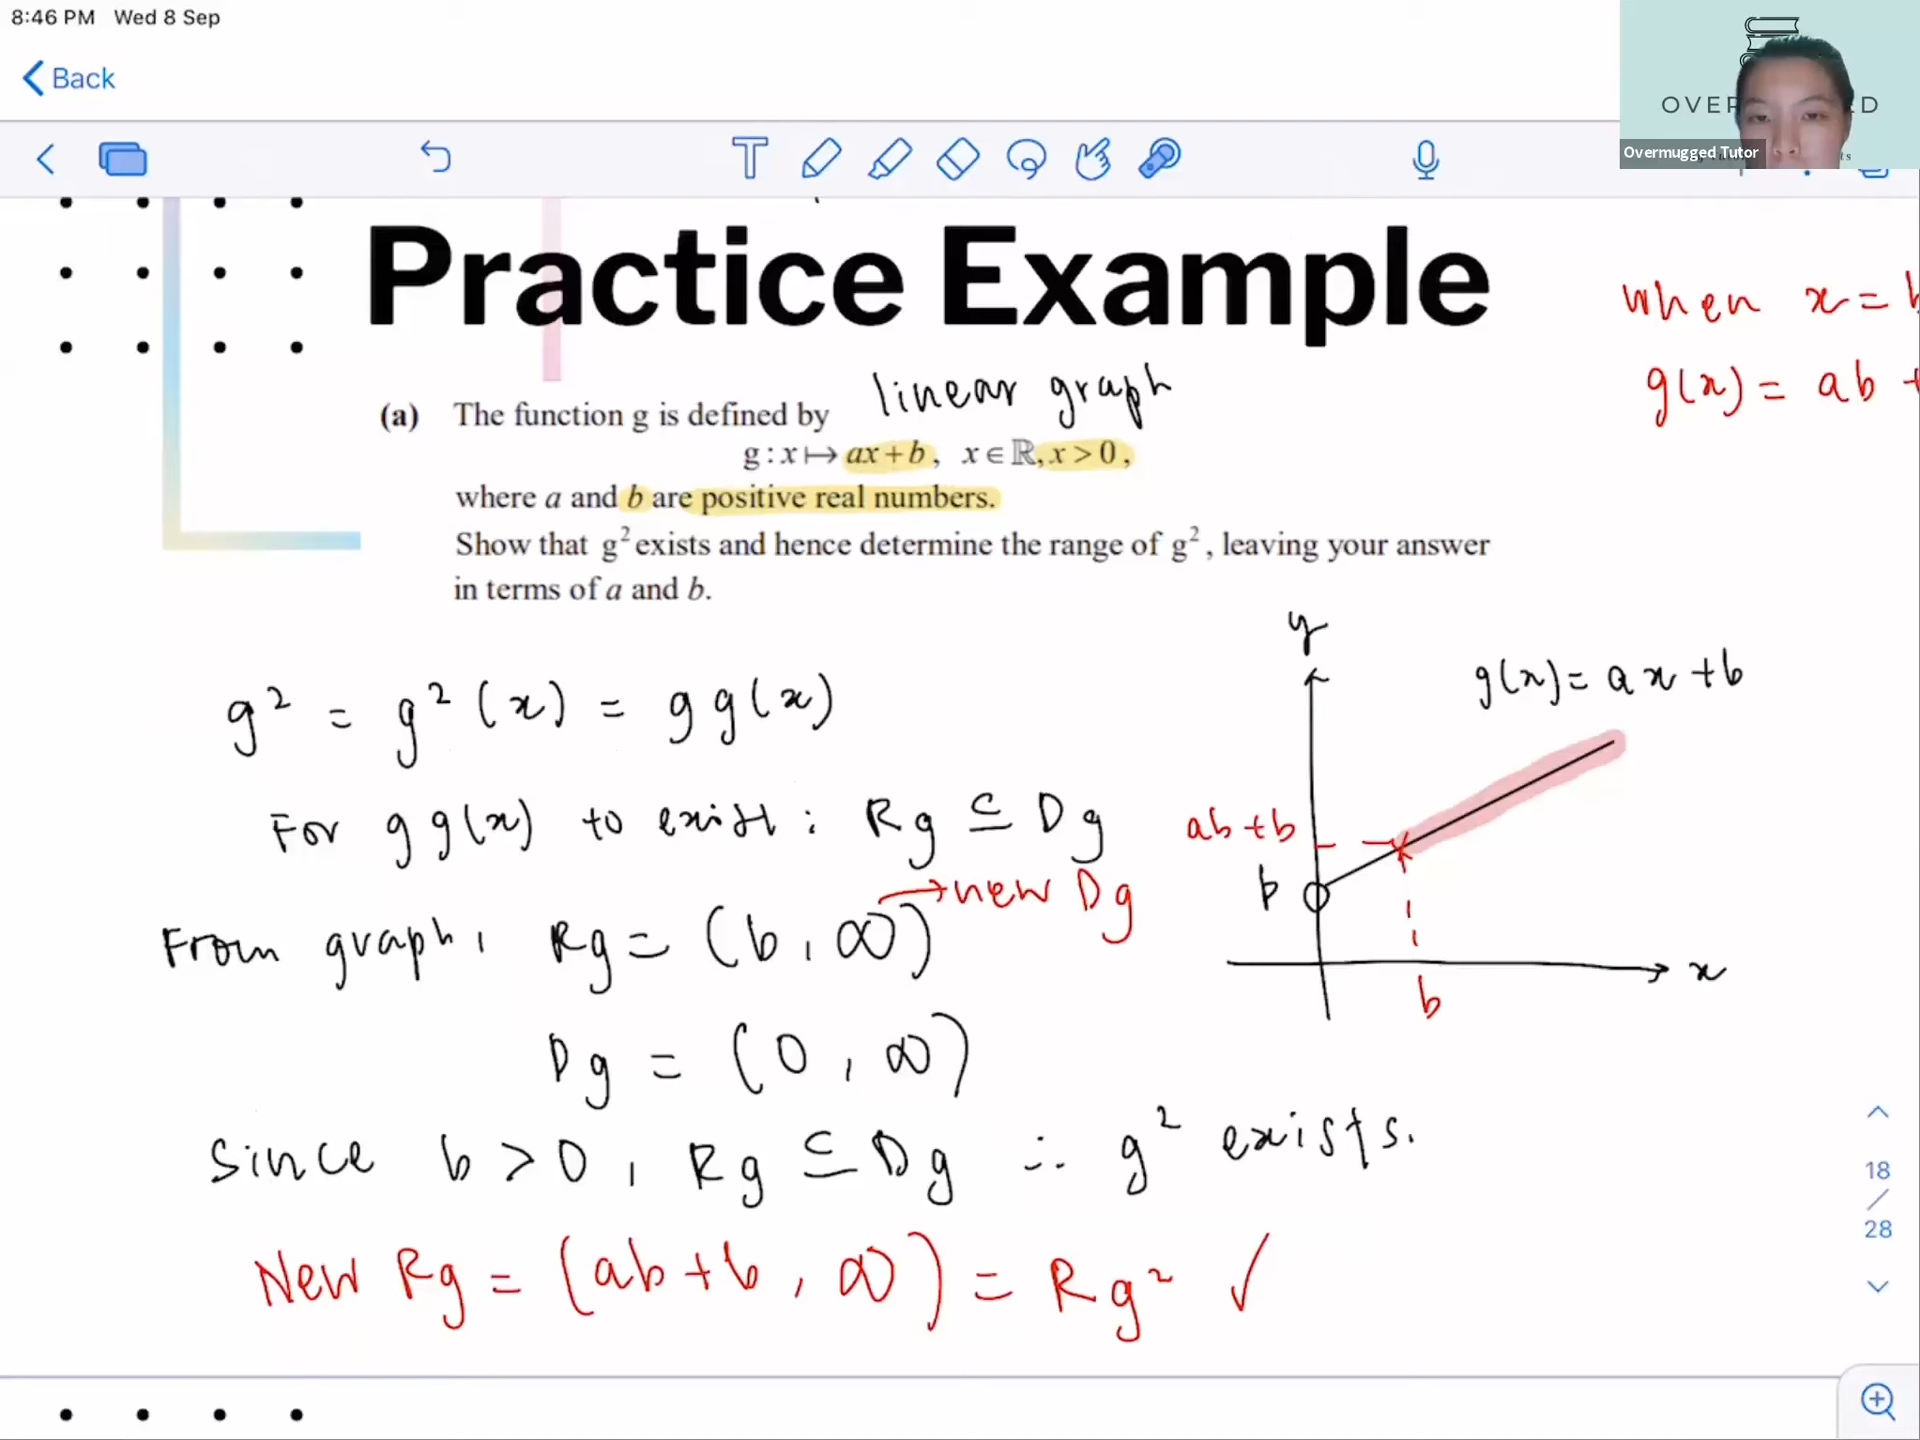 8:46 PM Wed 8 Sep
Back
Overmugged Tutor
Practice Example
when x =
g(x) = ab +
linear graph
(a) The function g is defined by
g : x ↦ ax + b, x ∈ ℝ, x > 0,
where a and b are positive real numbers.
Show that g² exists and hence determine the range of g², leaving your answer
in terms of a and b.
y
g(x) = ax + b
g² = g²(x) = gg(x)
For gg(x) to exist : Rg ⊆ Dg
ab + b
→ new Dg
b
From graph, Rg = (b, ∞)
x
b
Dg = (0, ∞)
Since b > 0, Rg ⊆ Dg ∴ g² exists.
18
/
28
New Rg = (ab + b, ∞) = Rg² ✓